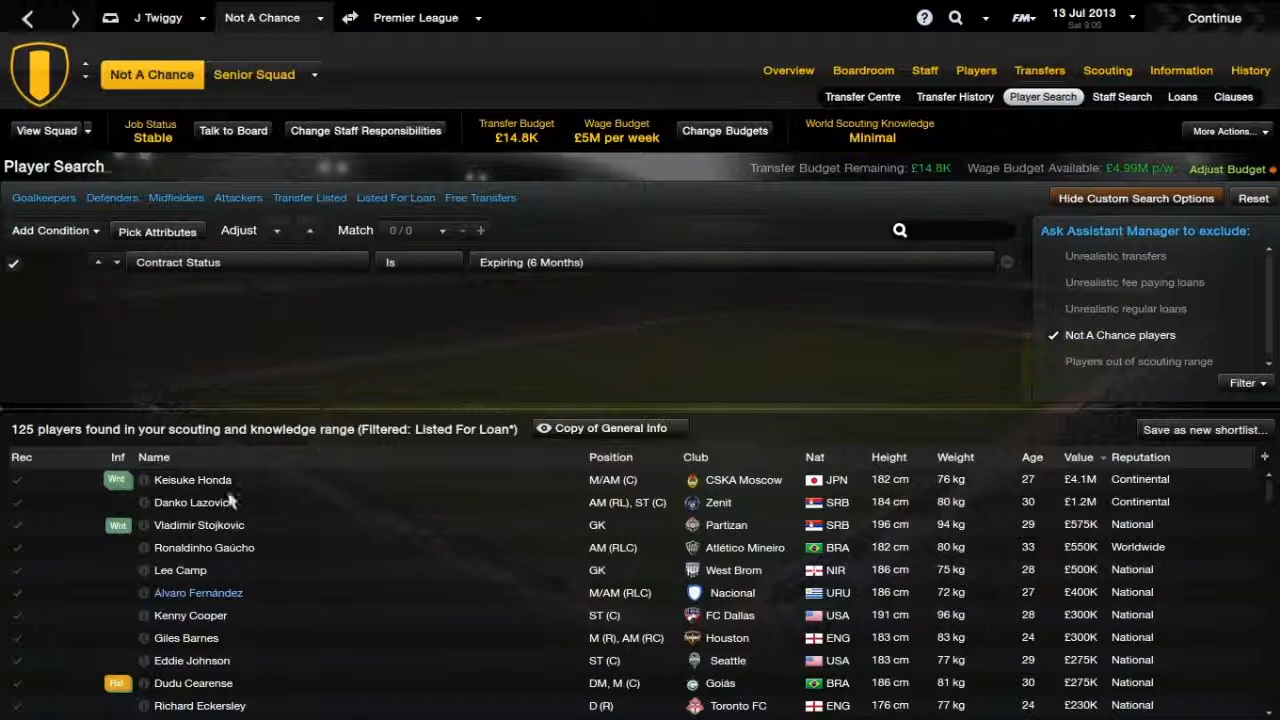 J Twiggy Not A Chance Premier League ? FM 13 Jul 2013 Continue
Sat 9:00
Not A Chance Senior Squad Overview Boardroom Staff Players Transfers Scouting Information History
Transfer Centre Transfer History Player Search Staff Search Loans Clauses
View Squad Job Status Talk to Board Change Staff Responsibilities Transfer Budget Wage Budget Change Budgets World Scouting Knowledge More Actions...
Stable £14.8K £5M per week Minimal
Player Search Transfer Budget Remaining: £14.8K Wage Budget Available: £4.99M p/w Adjust Budget
Goalkeepers Defenders Midfielders Attackers Transfer Listed Listed For Loan Free Transfers Hide Custom Search Options Reset
Add Condition Pick Attributes Adjust Match 0 / 0 Ask Assistant Manager to exclude:
Contract Status Is Expiring (6 Months) Unrealistic transfers
Unrealistic fee paying loans
Unrealistic regular loans
Not A Chance players
Players out of scouting range
Filter
125 players found in your scouting and knowledge range (Filtered: Listed For Loan*) Copy of General Info Save as new shortlist...
Rec Inf Name Position Club Nat Height Weight Age Value Reputation
Wnt Keisuke Honda M/AM (C) CSKA Moscow JPN 182 cm 76 kg 27 £4.1M Continental
Danko Lazovic AM (RL), ST (C) Zenit SRB 184 cm 80 kg 30 £1.2M Continental
Wnt Vladimir Stojkovic GK Partizan SRB 196 cm 94 kg 29 £575K National
Ronaldinho Gaúcho AM (RLC) Atlético Mineiro BRA 182 cm 80 kg 33 £550K Worldwide
Lee Camp GK West Brom NIR 186 cm 75 kg 28 £500K National
Álvaro Fernández M/AM (RLC) Nacional URU 186 cm 72 kg 27 £400K National
Kenny Cooper ST (C) FC Dallas USA 191 cm 96 kg 28 £300K National
Giles Barnes M (R), AM (RC) Houston ENG 183 cm 83 kg 24 £300K National
Eddie Johnson ST (C) Seattle USA 183 cm 77 kg 29 £275K National
Dudu Cearense DM, M (C) Goiás BRA 186 cm 81 kg 30 £275K National
Richard Eckersley D (R) Toronto FC ENG 176 cm 77 kg 24 £230K National